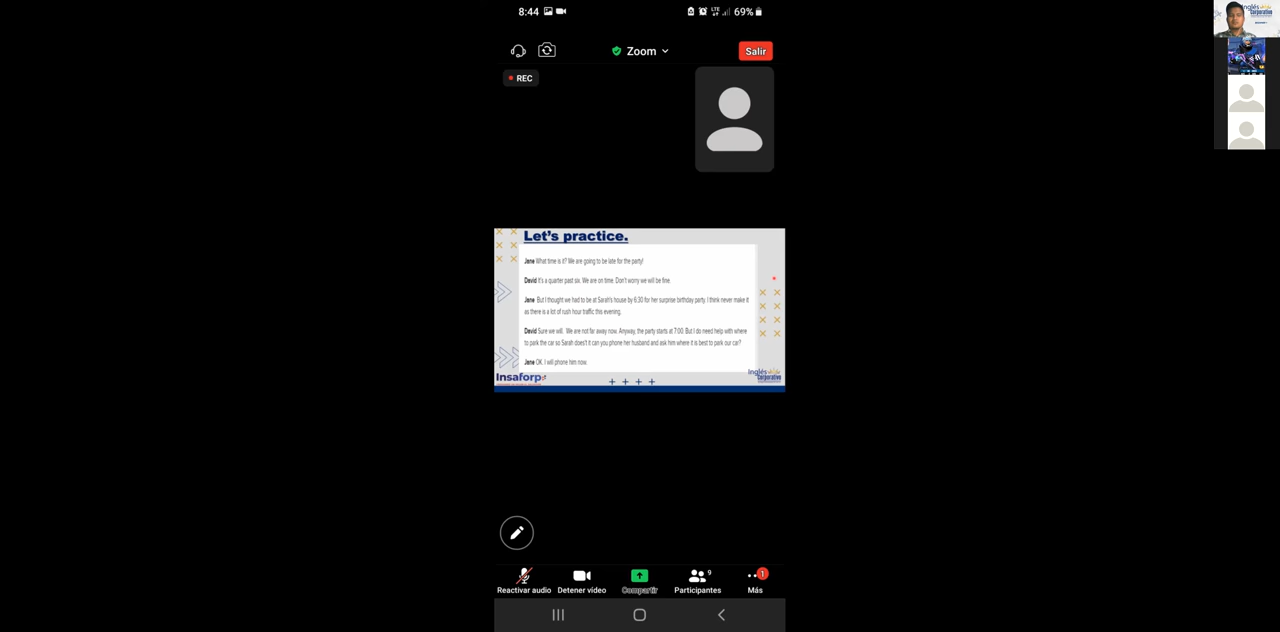 8:44 LTE 69%
Zoom
Salir
REC
Let's practice.
Jane What time is it? We are going to be late for the party!
David It's a quarter past six. We are on time. Don't worry we will be fine.
Jane But I thought we had to be at Sarah's house by 6:30 for her surprise birthday party. I think never make it
as there is a lot of rush hour traffic this evening.
David Sure we will. We are not far away now. Anyway, the party starts at 7:00. But I do need help with where
to park the car so Sarah does't it can you phone her husband and ask him where it is best to park our car?
Jane OK. I will phone him now.
Insaforp
Inglés
Corporativo
Reactivar audio
Detener vídeo
Compartir
9
Participantes
1
Más
Inglés
Corporativo